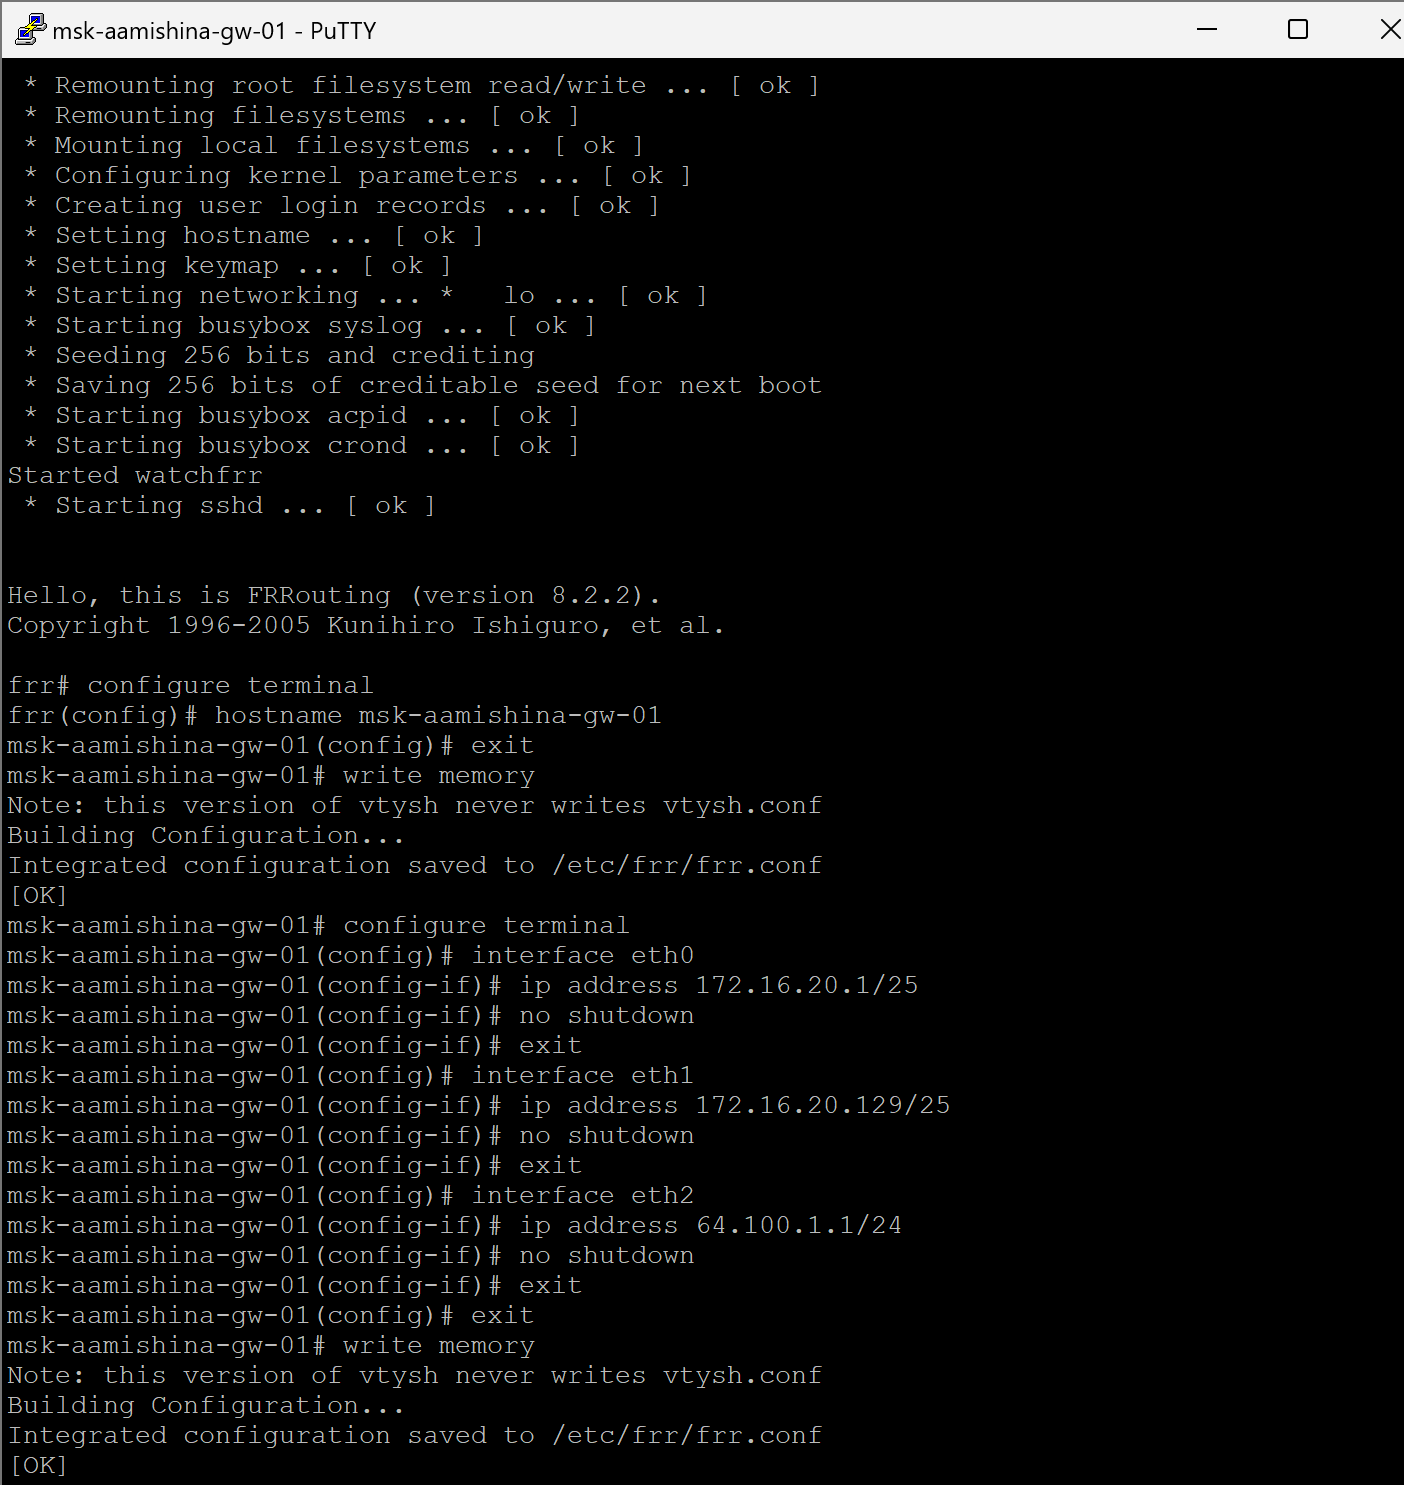 msk-aamishina-gw-01 - PuTTY
 * Remounting root filesystem read/write ... [ ok ]
 * Remounting filesystems ... [ ok ]
 * Mounting local filesystems ... [ ok ]
 * Configuring kernel parameters ... [ ok ]
 * Creating user login records ... [ ok ]
 * Setting hostname ... [ ok ]
 * Setting keymap ... [ ok ]
 * Starting networking ... *   lo ... [ ok ]
 * Starting busybox syslog ... [ ok ]
 * Seeding 256 bits and crediting
 * Saving 256 bits of creditable seed for next boot
 * Starting busybox acpid ... [ ok ]
 * Starting busybox crond ... [ ok ]
Started watchfrr
 * Starting sshd ... [ ok ]
Hello, this is FRRouting (version 8.2.2).
Copyright 1996-2005 Kunihiro Ishiguro, et al.
frr# configure terminal
frr(config)# hostname msk-aamishina-gw-01
msk-aamishina-gw-01(config)# exit
msk-aamishina-gw-01# write memory
Note: this version of vtysh never writes vtysh.conf
Building Configuration...
Integrated configuration saved to /etc/frr/frr.conf
[OK]
msk-aamishina-gw-01# configure terminal
msk-aamishina-gw-01(config)# interface eth0
msk-aamishina-gw-01(config-if)# ip address 172.16.20.1/25
msk-aamishina-gw-01(config-if)# no shutdown
msk-aamishina-gw-01(config-if)# exit
msk-aamishina-gw-01(config)# interface eth1
msk-aamishina-gw-01(config-if)# ip address 172.16.20.129/25
msk-aamishina-gw-01(config-if)# no shutdown
msk-aamishina-gw-01(config-if)# exit
msk-aamishina-gw-01(config)# interface eth2
msk-aamishina-gw-01(config-if)# ip address 64.100.1.1/24
msk-aamishina-gw-01(config-if)# no shutdown
msk-aamishina-gw-01(config-if)# exit
msk-aamishina-gw-01(config)# exit
msk-aamishina-gw-01# write memory
Note: this version of vtysh never writes vtysh.conf
Building Configuration...
Integrated configuration saved to /etc/frr/frr.conf
[OK]